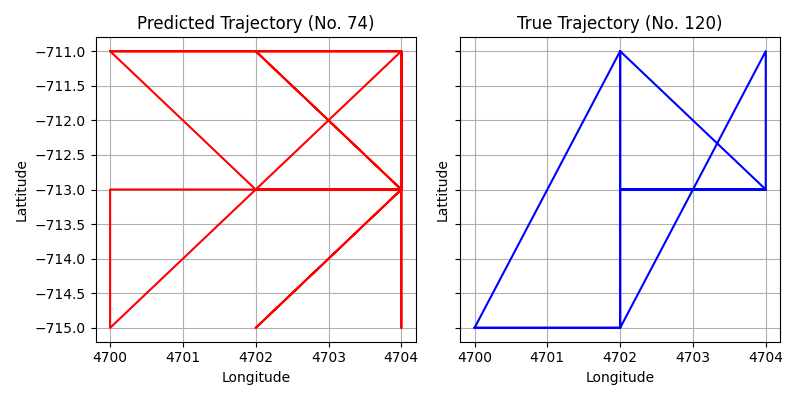 Predicted Trajectory (No. 74)
True Trajectory (No. 120)
−711.0
−711.5
−712.0
−712.5
−713.0
−713.5
−714.0
−714.5
−715.0
Lattitude
Lattitude
4700 4701 4702 4703 4704
4700 4701 4702 4703 4704
Longitude
Longitude